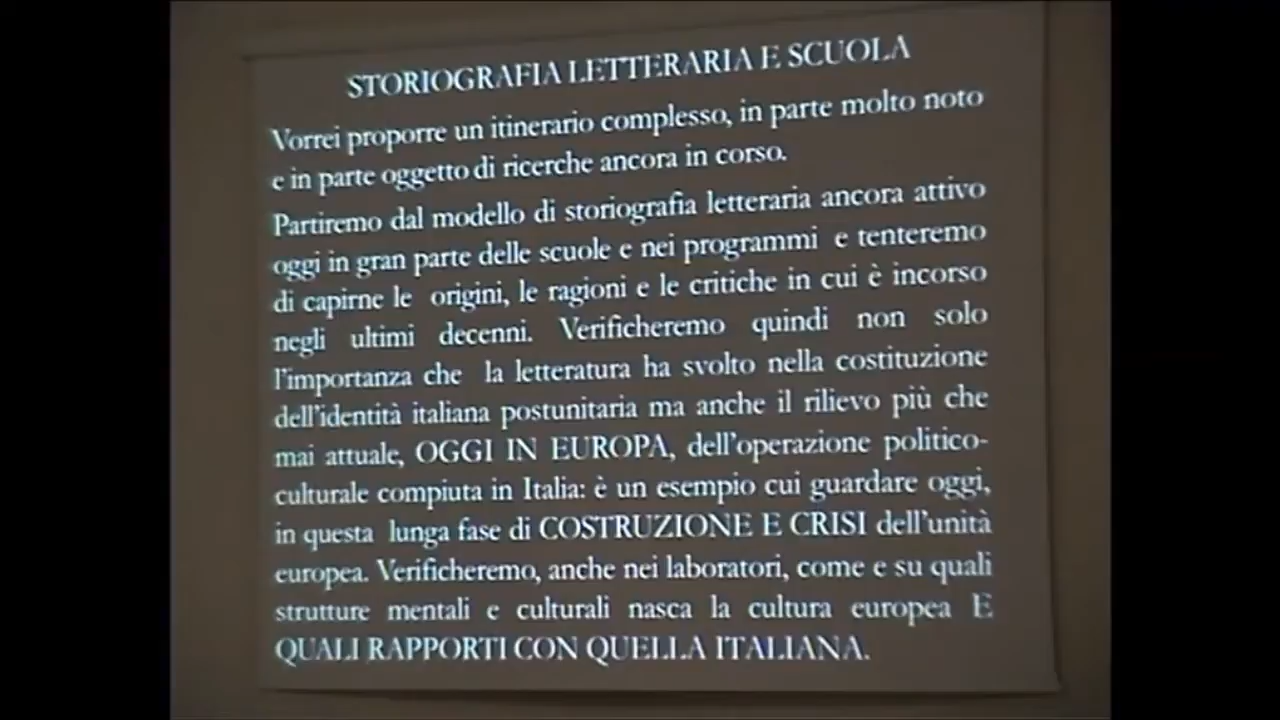 STORIOGRAFIA LETTERARIA E SCUOLA
Vorrei proporre un itinerario complesso, in parte molto noto
e in parte oggetto di ricerche ancora in corso.
Partiremo dal modello di storiografia letteraria ancora attivo
oggi in gran parte delle scuole e nei programmi e tenteremo
di capirne le origini, le ragioni e le critiche in cui è incorso
negli ultimi decenni. Verificheremo quindi non solo
l'importanza che la letteratura ha svolto nella costituzione
dell'identità italiana postunitaria ma anche il rilievo più che
mai attuale, OGGI IN EUROPA, dell'operazione politico-
culturale compiuta in Italia: è un esempio cui guardare oggi,
in questa lunga fase di COSTRUZIONE E CRISI dell'unità
europea. Verificheremo, anche nei laboratori, come e su quali
strutture mentali e culturali nasca la cultura europea E
QUALI RAPPORTI CON QUELLA ITALIANA.